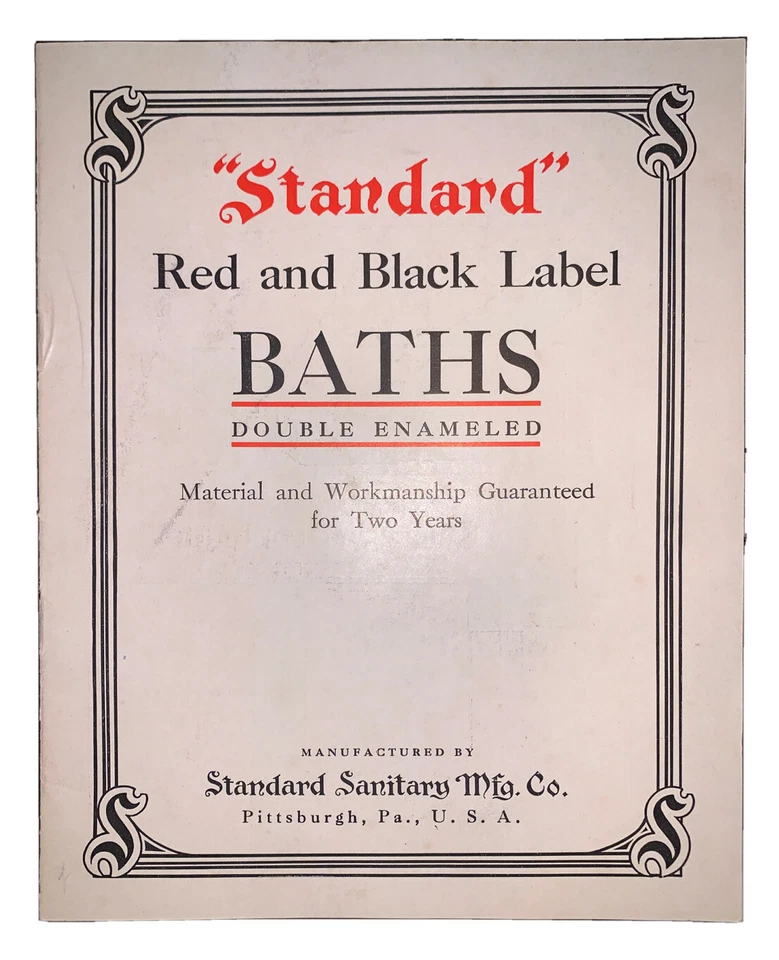 "Standard"
Red and Black Label
BATHS
DOUBLE ENAMELED
Material and Workmanship Guaranteed
for Two Years
MANUFACTURED BY
Standard Sanitary Mfg. Co.
Pittsburgh, Pa., U. S. A.